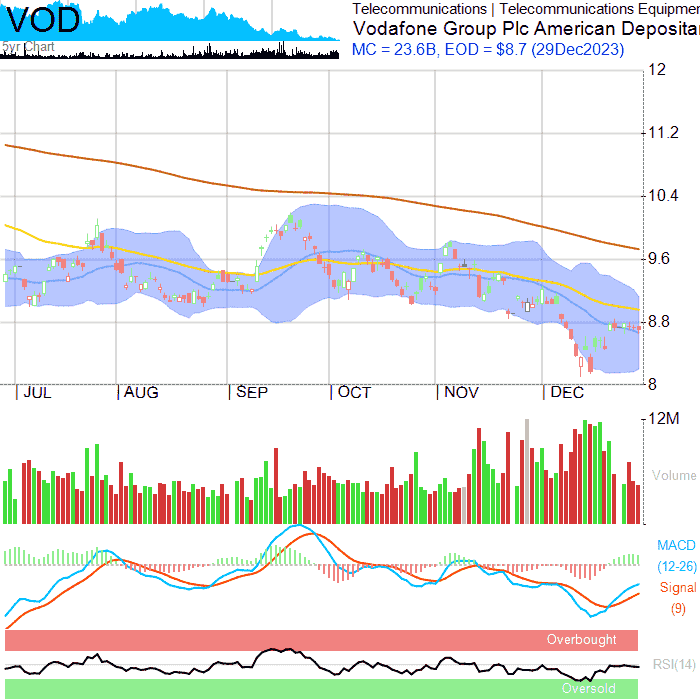 VOD
5yr Chart
Telecommunications | Telecommunications Equipmen
Vodafone Group Plc American Depositar
MC = 23.6B, EOD = $8.7 (29Dec2023)
12
11.2
10.4
9.6
8.8
8
JUL AUG SEP OCT NOV DEC
12M
Volume
MACD
(12-26)
Signal
(9)
Overbought
RSI(14)
Oversold